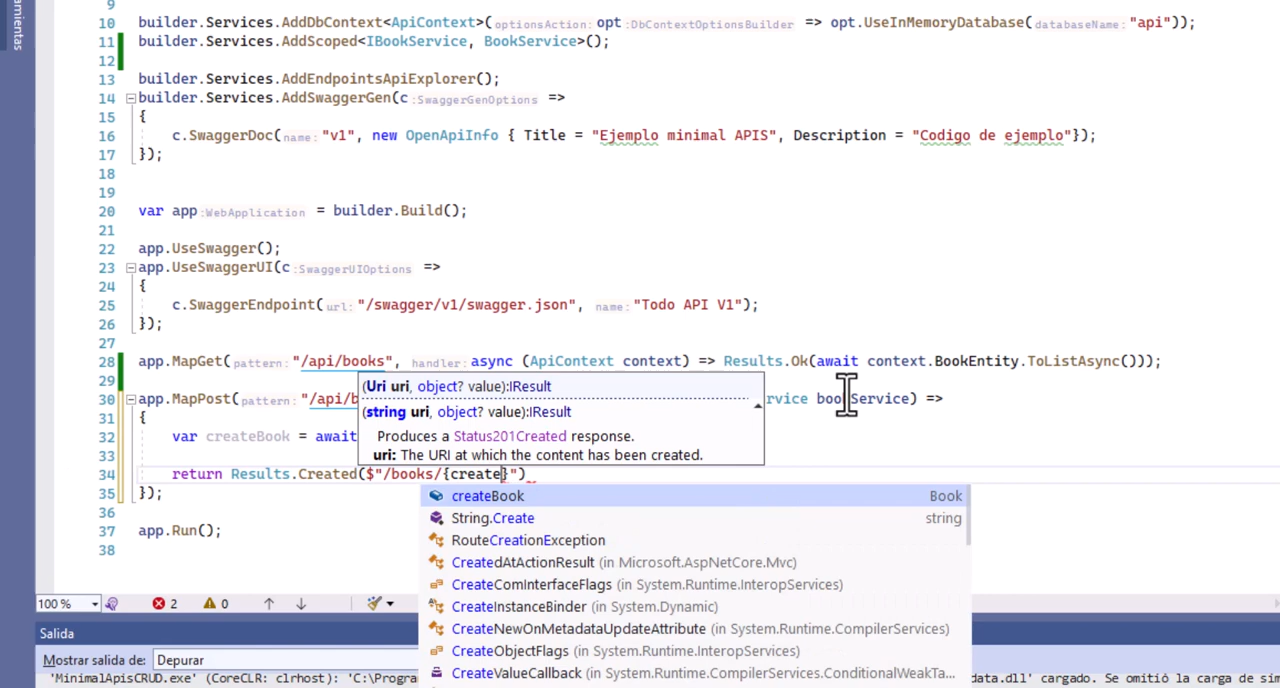 amientas
9
10 builder.Services.AddDbContext<ApiContext>(optionsAction: opt :DbContextOptionsBuilder => opt.UseInMemoryDatabase(databaseName: "api"));
11 builder.Services.AddScoped<IBookService, BookService>();
12
13 builder.Services.AddEndpointsApiExplorer();
14 builder.Services.AddSwaggerGen(c :SwaggerGenOptions =>
15 {
16 c.SwaggerDoc(name: "v1", new OpenApiInfo { Title = "Ejemplo minimal APIS", Description = "Codigo de ejemplo"});
17 });
18
19
20 var app :WebApplication = builder.Build();
21
22 app.UseSwagger();
23 app.UseSwaggerUI(c :SwaggerUIOptions =>
24 {
25 c.SwaggerEndpoint(url: "/swagger/v1/swagger.json", name: "Todo API V1");
26 });
27
28 app.MapGet(pattern: "/api/books", handler: async (ApiContext context) => Results.Ok(await context.BookEntity.ToListAsync()));
29
(Uri uri, object? value):IResult
30 app.MapPost(pattern: "/api/b rvice bookService) =>
(string uri, object? value):IResult
31 {
32 var createBook = await
Produces a Status201Created response.
33
uri: The URI at which the content has been created.
34 return Results.Created($"/books/{create}")
35 });
createBook Book
36
String.Create string
37 app.Run();
RouteCreationException
38
CreatedAtActionResult (in Microsoft.AspNetCore.Mvc)
CreateComInterfaceFlags (in System.Runtime.InteropServices)
100 % 2 0
CreateInstanceBinder (in System.Dynamic)
Salida
CreateNewOnMetadataUpdateAttribute (in System.Runtime.CompilerServices)
Mostrar salida de: Depurar
CreateObjectFlags (in System.Runtime.InteropServices)
CreateValueCallback (in System.Runtime.CompilerServices.ConditionalWeakTa...
'MinimalApisCRUD.exe' (CoreCLR: clrhost): 'C:\Progra data.dll' cargado. Se omitió la carga de sím